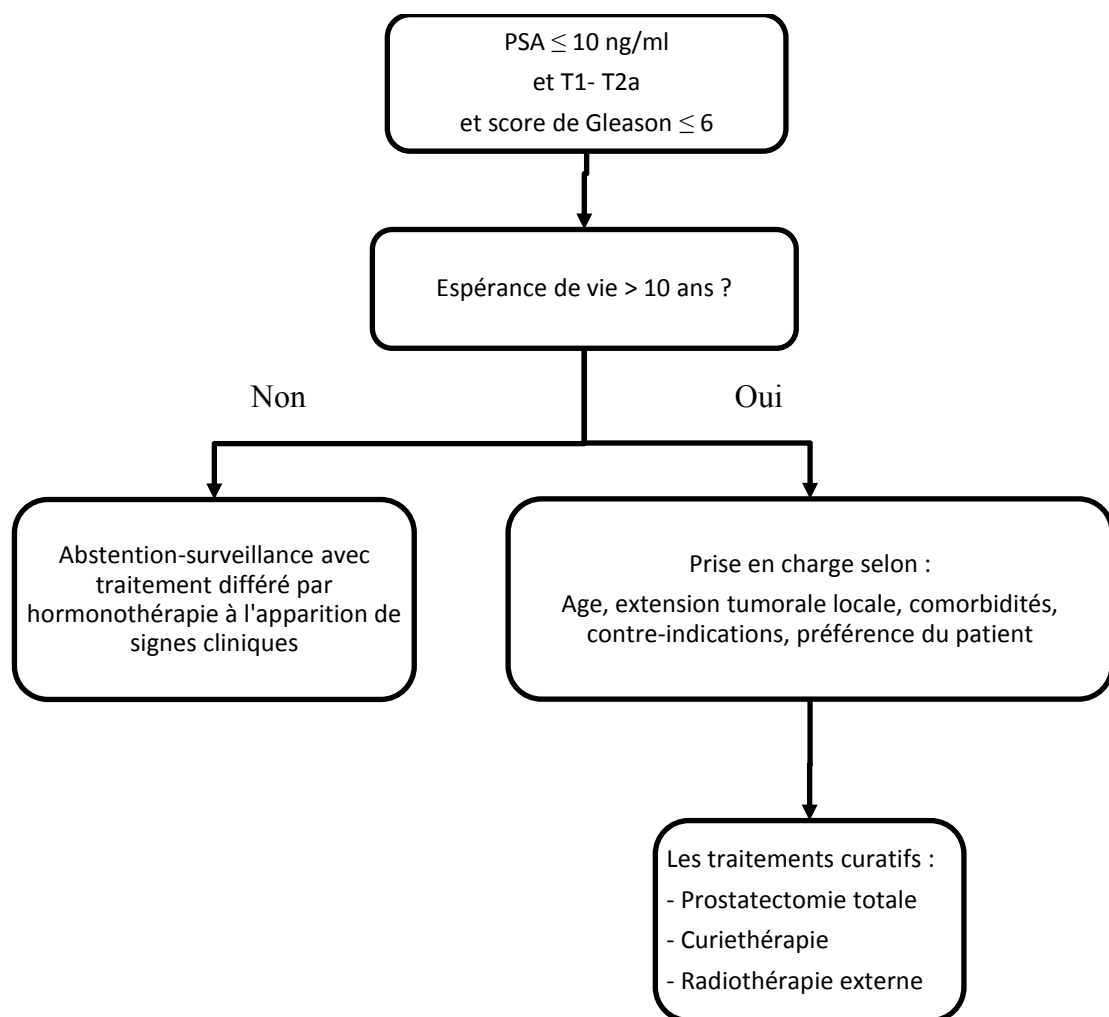 PSA ≤ 10 ng/ml
et T1- T2a
et score de Gleason ≤ 6
Espérance de vie > 10 ans ?
Non
Oui
Abstention-surveillance avec
traitement différé par
hormonothérapie à l'apparition de
signes cliniques
Prise en charge selon :
Age, extension tumorale locale, comorbidités,
contre-indications, préférence du patient
Les traitements curatifs :
- Prostatectomie totale
- Curiethérapie
- Radiothérapie externe